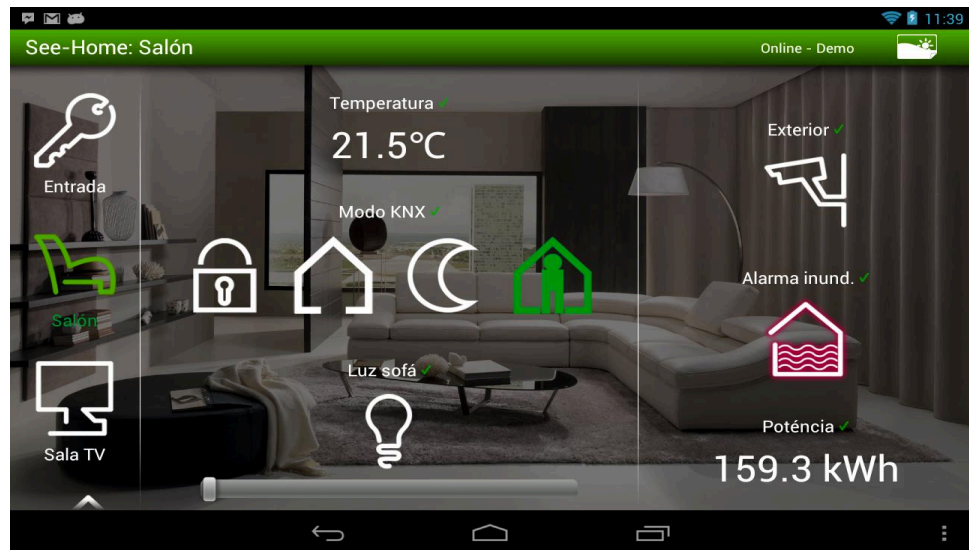 11:39
See-Home: Salón
Online - Demo
Entrada
Salón
Sala TV
Temperatura
21.5°C
Modo KNX
Luz sofá
Exterior
Alarma inund.
Poténcia
159.3 kWh